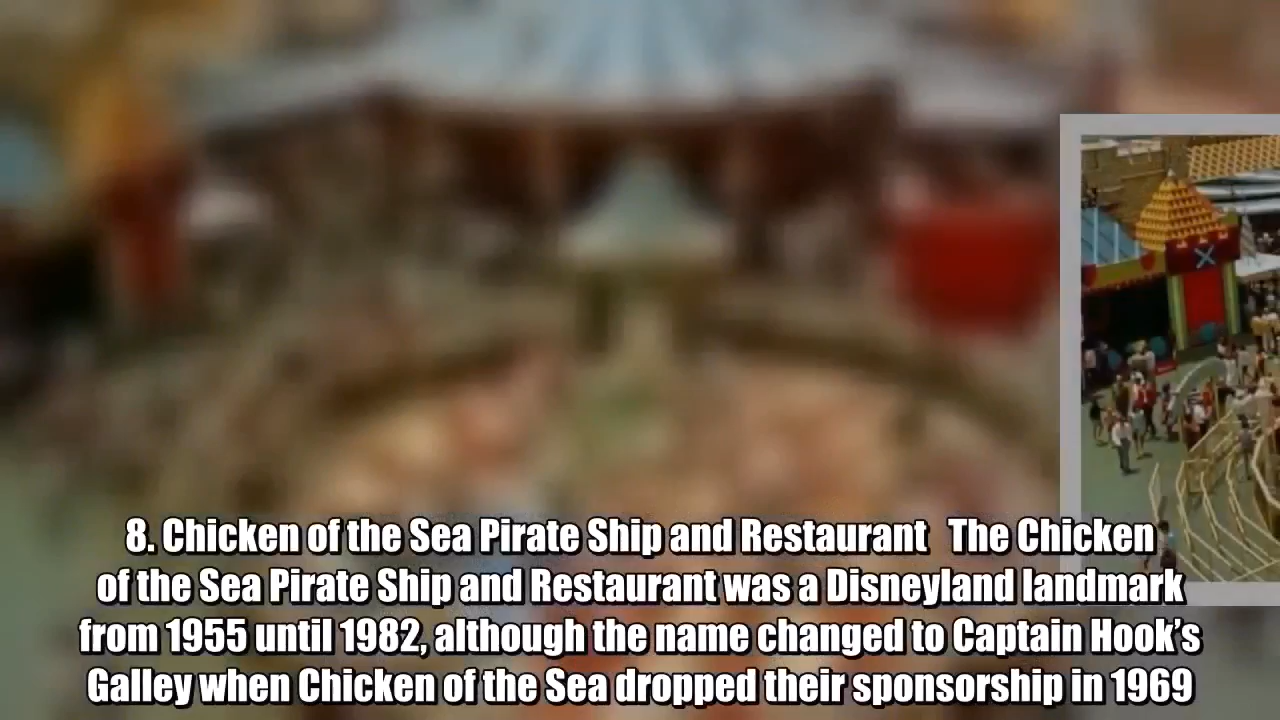 8. Chicken of the Sea Pirate Ship and Restaurant The Chicken
of the Sea Pirate Ship and Restaurant was a Disneyland landmark
from 1955 until 1982, although the name changed to Captain Hook’s
Galley when Chicken of the Sea dropped their sponsorship in 1969